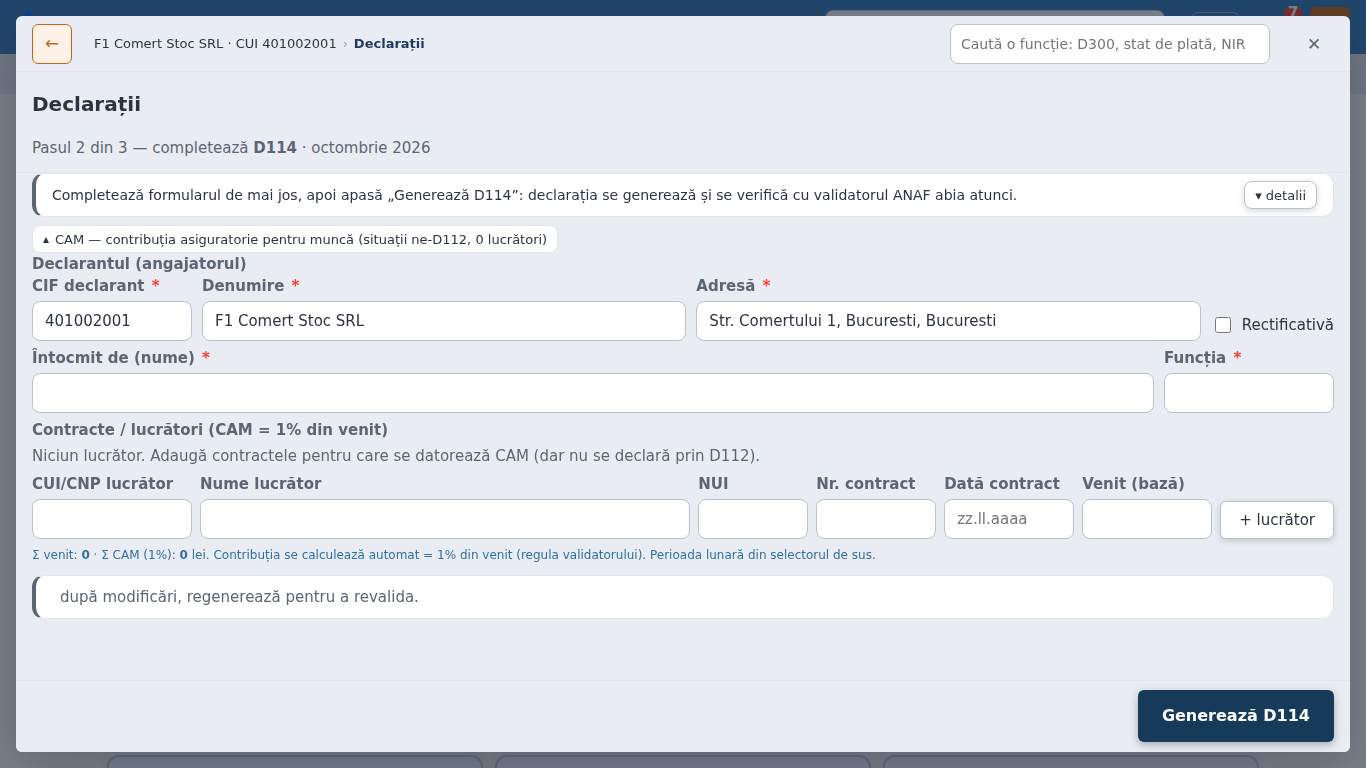 7
← F1 Comert Stoc SRL · CUI 401002001 › Declarații Caută o funcție: D300, stat de plată, NIR ✕
Declarații
Pasul 2 din 3 — completează D114 · octombrie 2026
Completează formularul de mai jos, apoi apasă „Generează D114”: declarația se generează și se verifică cu validatorul ANAF abia atunci. ▾ detalii
▴ CAM — contribuția asiguratorie pentru muncă (situații ne-D112, 0 lucrători)
Declarantul (angajatorul)
CIF declarant * Denumire * Adresă *
401002001 F1 Comert Stoc SRL Str. Comertului 1, Bucuresti, Bucuresti Rectificativă
Întocmit de (nume) * Funcția *
Contracte / lucrători (CAM = 1% din venit)
Niciun lucrător. Adaugă contractele pentru care se datorează CAM (dar nu se declară prin D112).
CUI/CNP lucrător Nume lucrător NUI Nr. contract Dată contract Venit (bază)
zz.ll.aaaa + lucrător
Σ venit: 0 · Σ CAM (1%): 0 lei. Contribuția se calculează automat = 1% din venit (regula validatorului). Perioada lunară din selectorul de sus.
după modificări, regenerează pentru a revalida.
Generează D114